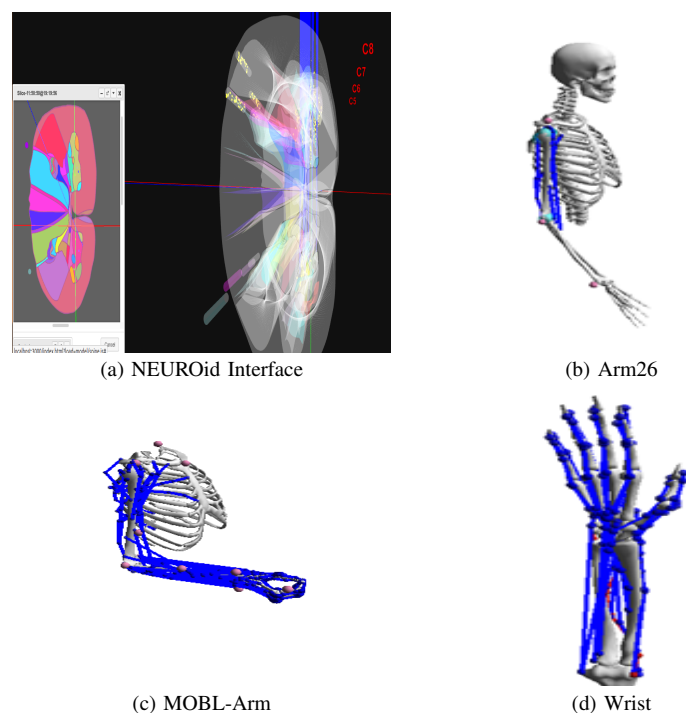 C8
C7
C6
C5
(a) NEUROid Interface
(b) Arm26
(c) MOBL-Arm
(d) Wrist